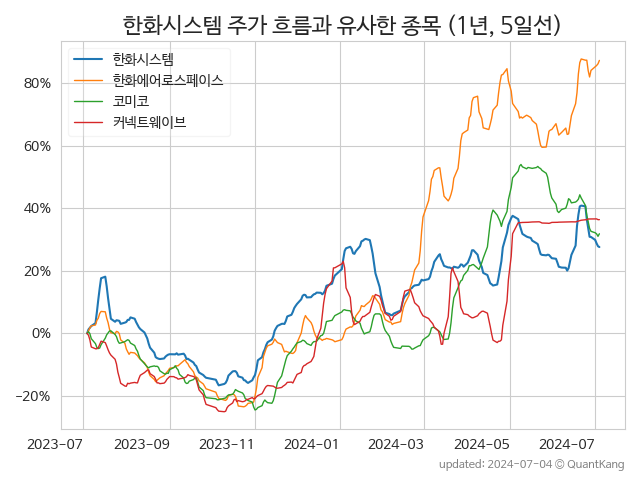 한화시스템 주가 흐름과 유사한 종목 (1년, 5일선)
한화시스템
한화에어로스페이스
코미코
커넥트웨이브
80%
60%
40%
20%
0%
−20%
2023-07 2023-09 2023-11 2024-01 2024-03 2024-05 2024-07
updated: 2024-07-04 © QuantKang